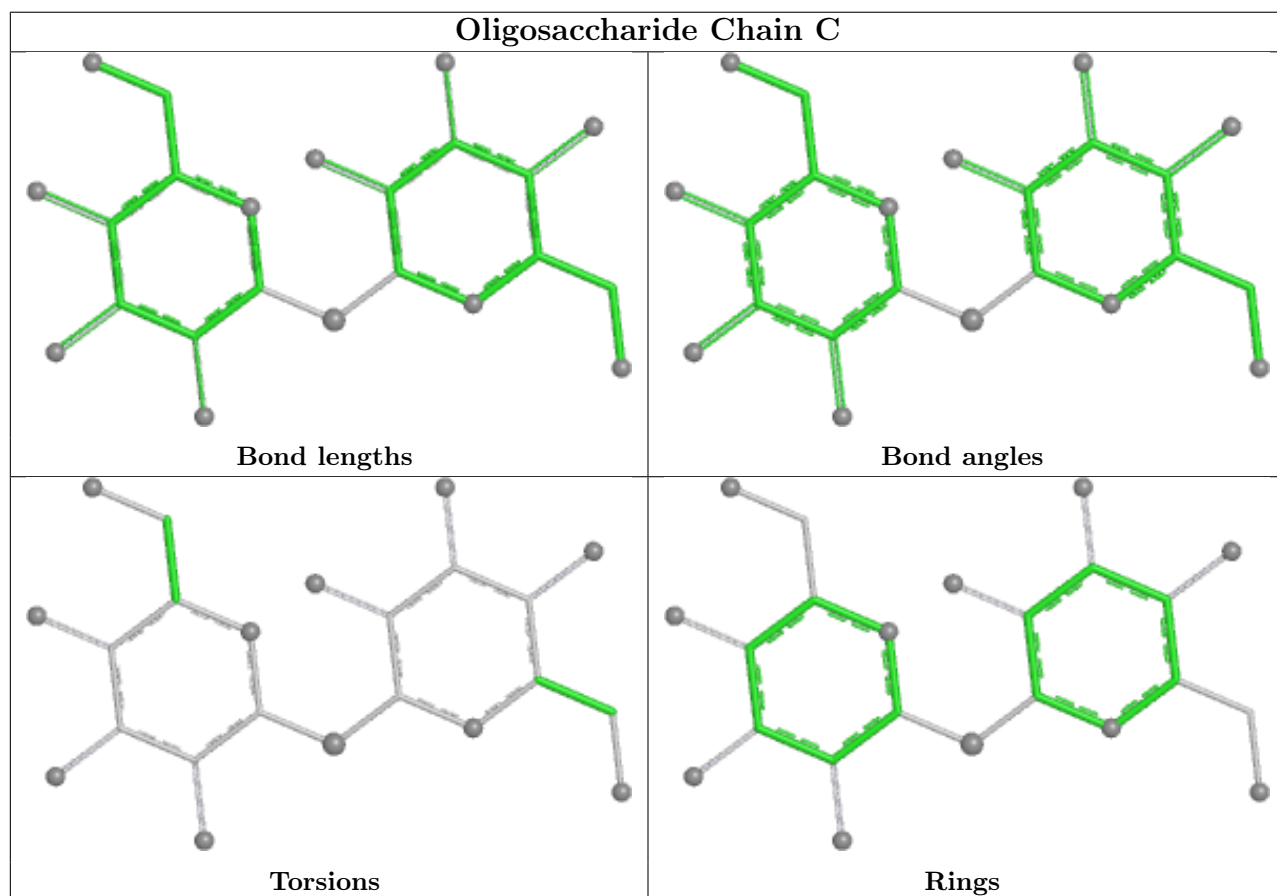 Oligosaccharide Chain C
Bond lengths
Bond angles
Torsions
Rings